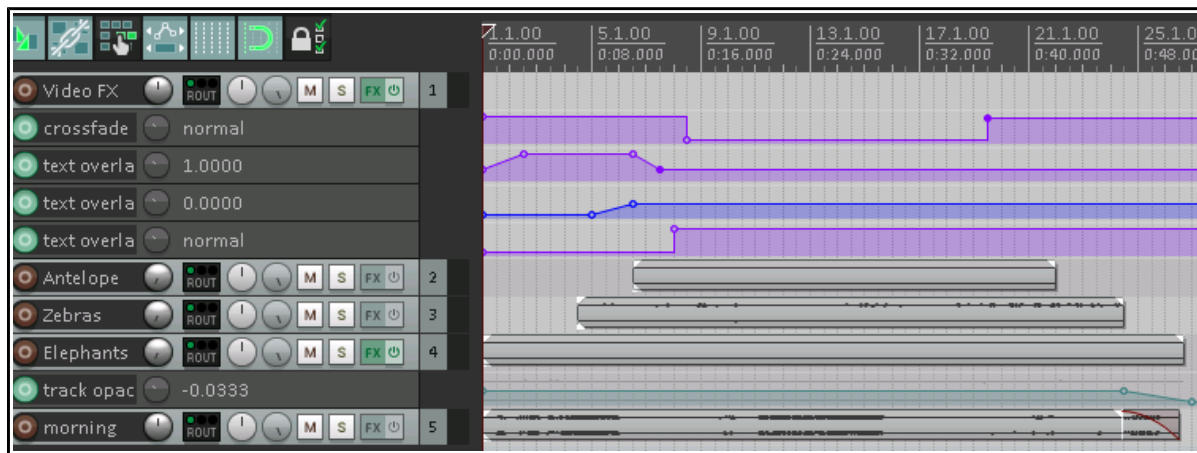 1.1.00 5.1.00 9.1.00 13.1.00 17.1.00 21.1.00 25.1.0
0:00.000 0:08.000 0:16.000 0:24.000 0:32.000 0:40.000 0:48.00
Video FX ROUT M S FX 1
crossfade normal
text overla 1.0000
text overla 0.0000
text overla normal
Antelope ROUT M S FX 2
Zebras ROUT M S FX 3
Elephants ROUT M S FX 4
track opac -0.0333
morning ROUT M S FX 5